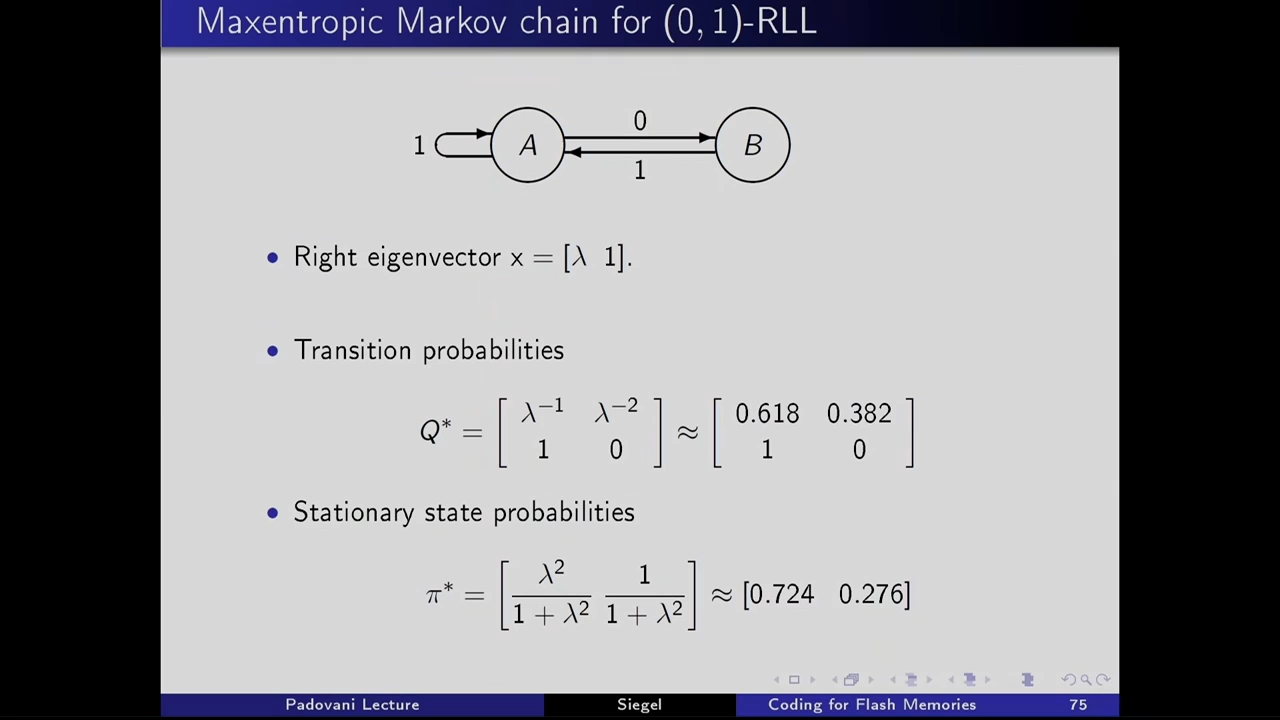 Maxentropic Markov chain for (0, 1)-RLL
0
1 A B
1
• Right eigenvector x = [λ 1].
• Transition probabilities
Q* = [ λ⁻¹ λ⁻² ; 1 0 ] ≈ [ 0.618 0.382 ; 1 0 ]
• Stationary state probabilities
π* = [ λ²/(1 + λ²) 1/(1 + λ²) ] ≈ [0.724 0.276]
Padovani Lecture Siegel Coding for Flash Memories 75